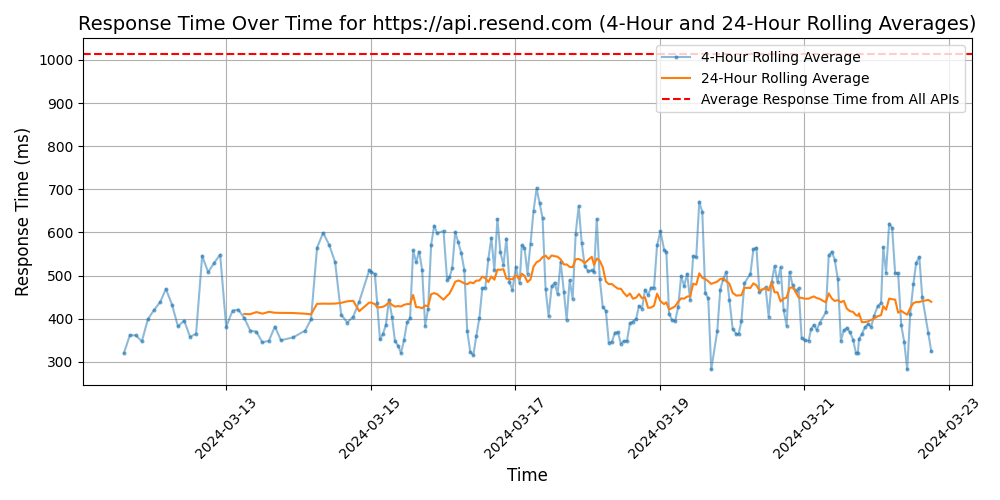 Response Time Over Time for https://api.resend.com (4-Hour and 24-Hour Rolling Averages)
4-Hour Rolling Average
24-Hour Rolling Average
Average Response Time from All APIs
Response Time (ms)
1000
900
800
700
600
500
400
300
2024-03-13
2024-03-15
2024-03-17
2024-03-19
2024-03-21
2024-03-23
Time